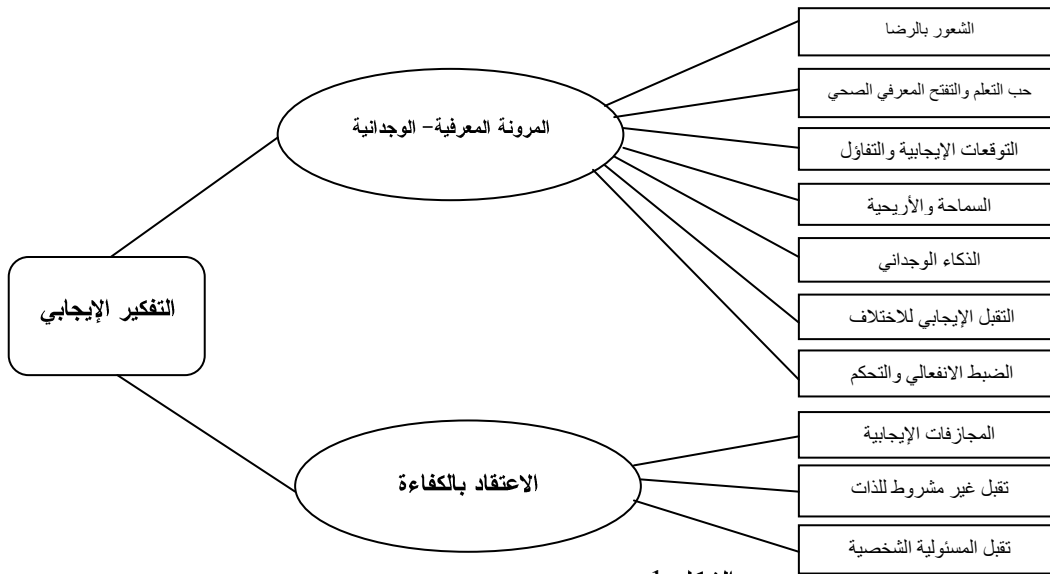 التفكير الإيجابي
المرونة المعرفية- الوجدانية
الشعور بالرضا
حب التعلم والتفتح المعرفي الصحي
التوقعات الإيجابية والتفاؤل
السماحة والأريحية
الذكاء الوجداني
التقبل الإيجابي للاختلاف
الضبط الانفعالي والتحكم
الاعتقاد بالكفاءة
المجازفات الإيجابية
تقبل غير مشروط للذات
تقبل المسئولية الشخصية